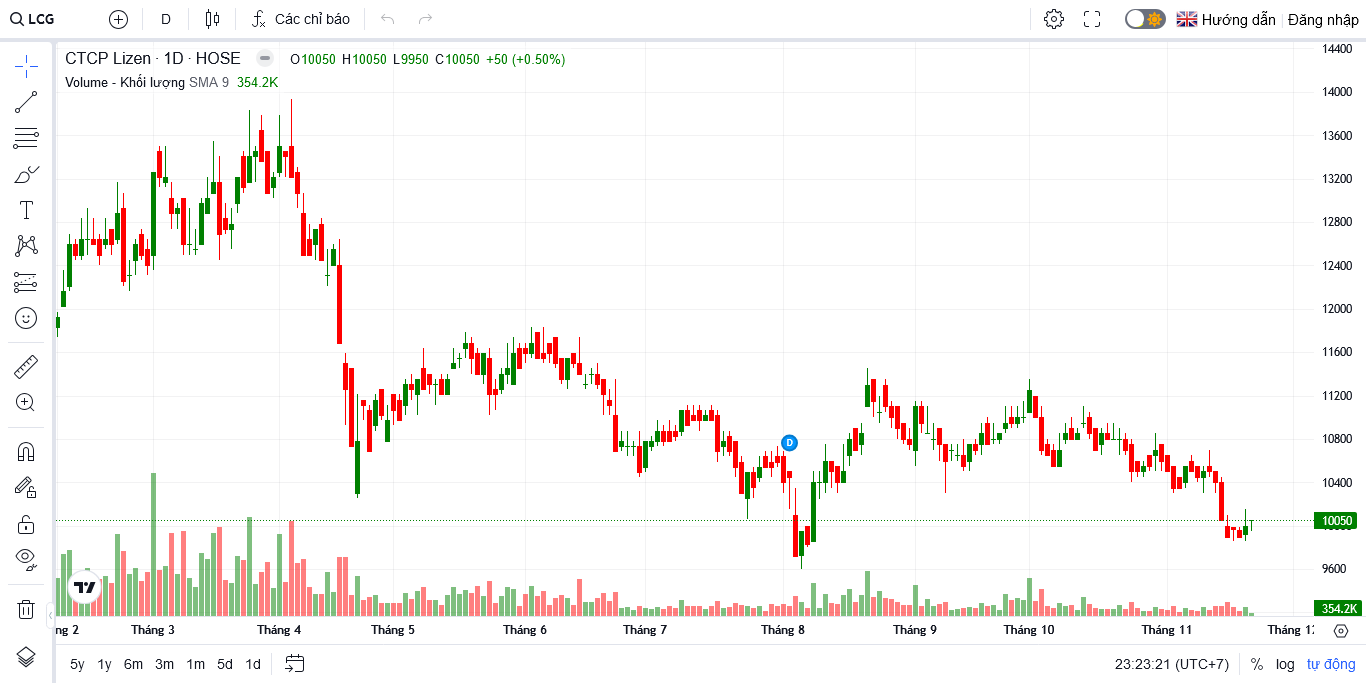 LCG D Các chỉ báo Hướng dẫn Đăng nhập
CTCP Lizen · 1D · HOSE O10050 H10050 L9950 C10050 +50 (+0.50%)
Volume - Khối lượng SMA 9 354.2K
14400
14000
13600
13200
12800
12400
12000
11600
11200
10800
D
10400
10050
9600
354.2K
ng 2 Tháng 3 Tháng 4 Tháng 5 Tháng 6 Tháng 7 Tháng 8 Tháng 9 Tháng 10 Tháng 11 Tháng 1
5y 1y 6m 3m 1m 5d 1d 23:23:21 (UTC+7) % log tự động